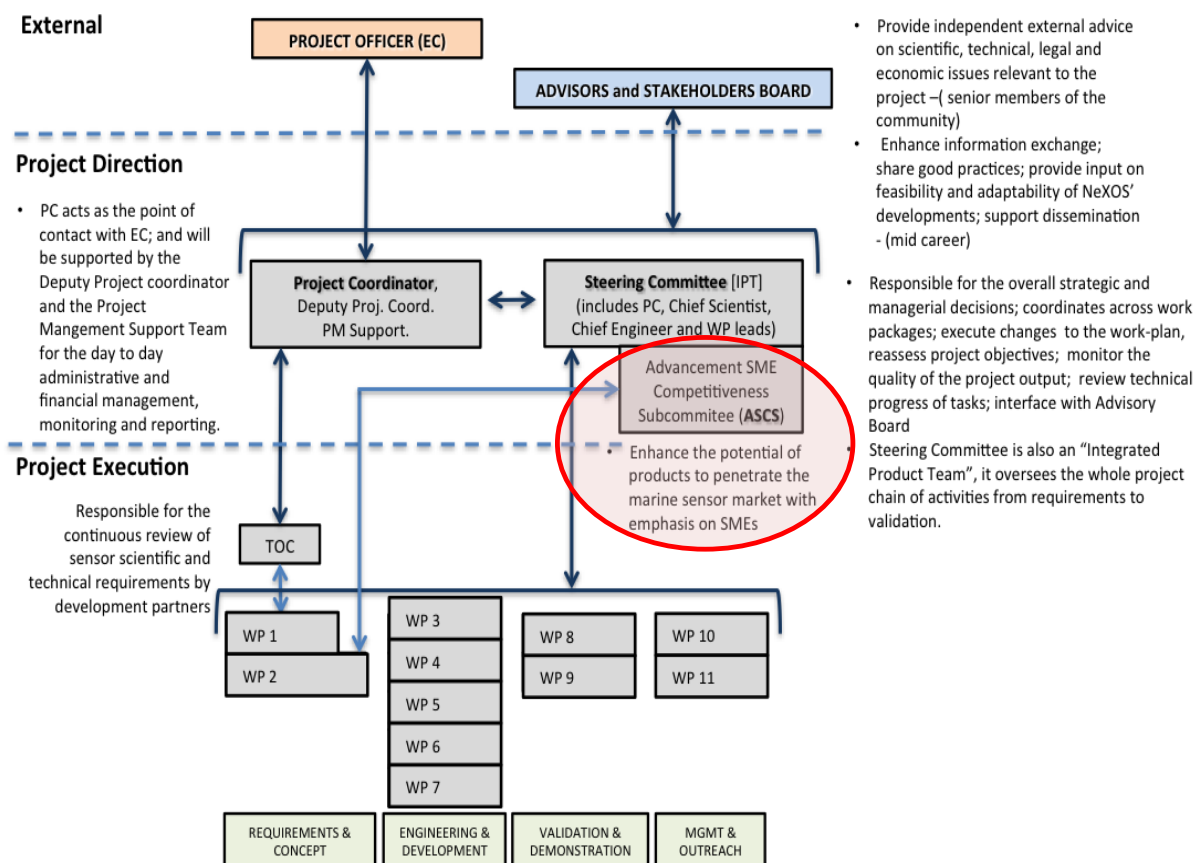 External
PROJECT OFFICER (EC)
ADVISORS and STAKEHOLDERS BOARD
• Provide independent external advice
on scientific, technical, legal and
economic issues relevant to the
project –( senior members of the
community)
• Enhance information exchange;
share good practices; provide input on
feasibility and adaptability of NeXOS’
developments; support dissemination
- (mid career)
Project Direction
• PC acts as the point of
contact with EC; and will
be supported by the
Deputy Project coordinator
and the Project
Mangement Support Team
for the day to day
administrative and
financial management,
monitoring and reporting.
Project Coordinator,
Deputy Proj. Coord.
PM Support.
Steering Committee [IPT]
(includes PC, Chief Scientist,
Chief Engineer and WP leads)
Advancement SME
Competitiveness
Subcommitee (ASCS)
• Enhance the potential of
products to penetrate the
marine sensor market with
emphasis on SMEs
• Responsible for the overall strategic and
managerial decisions; coordinates across work
packages; execute changes to the work-plan,
reassess project objectives; monitor the
quality of the project output; review technical
progress of tasks; interface with Advisory
Board
• Steering Committee is also an “Integrated
Product Team”, it oversees the whole project
chain of activities from requirements to
validation.
Project Execution
Responsible for the
continuous review of
sensor scientific and
technical requirements by
development partners
TOC
WP 1
WP 2
WP 3
WP 4
WP 5
WP 6
WP 7
WP 8
WP 9
WP 10
WP 11
REQUIREMENTS &
CONCEPT
ENGINEERING &
DEVELOPMENT
VALIDATION &
DEMONSTRATION
MGMT &
OUTREACH